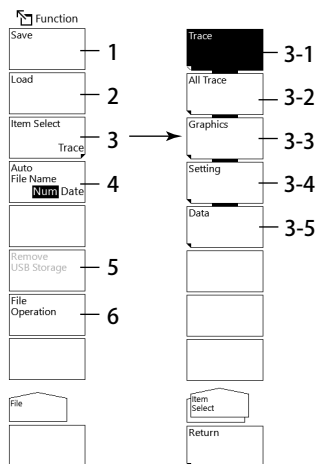 Function
Save
1
Load
2
Item Select
Trace
3
Auto
File Name
Num Date
4
Remove
USB Storage
5
File
Operation
6
File
Trace
3-1
All Trace
3-2
Graphics
3-3
Setting
3-4
Data
3-5
Item
Select
Return